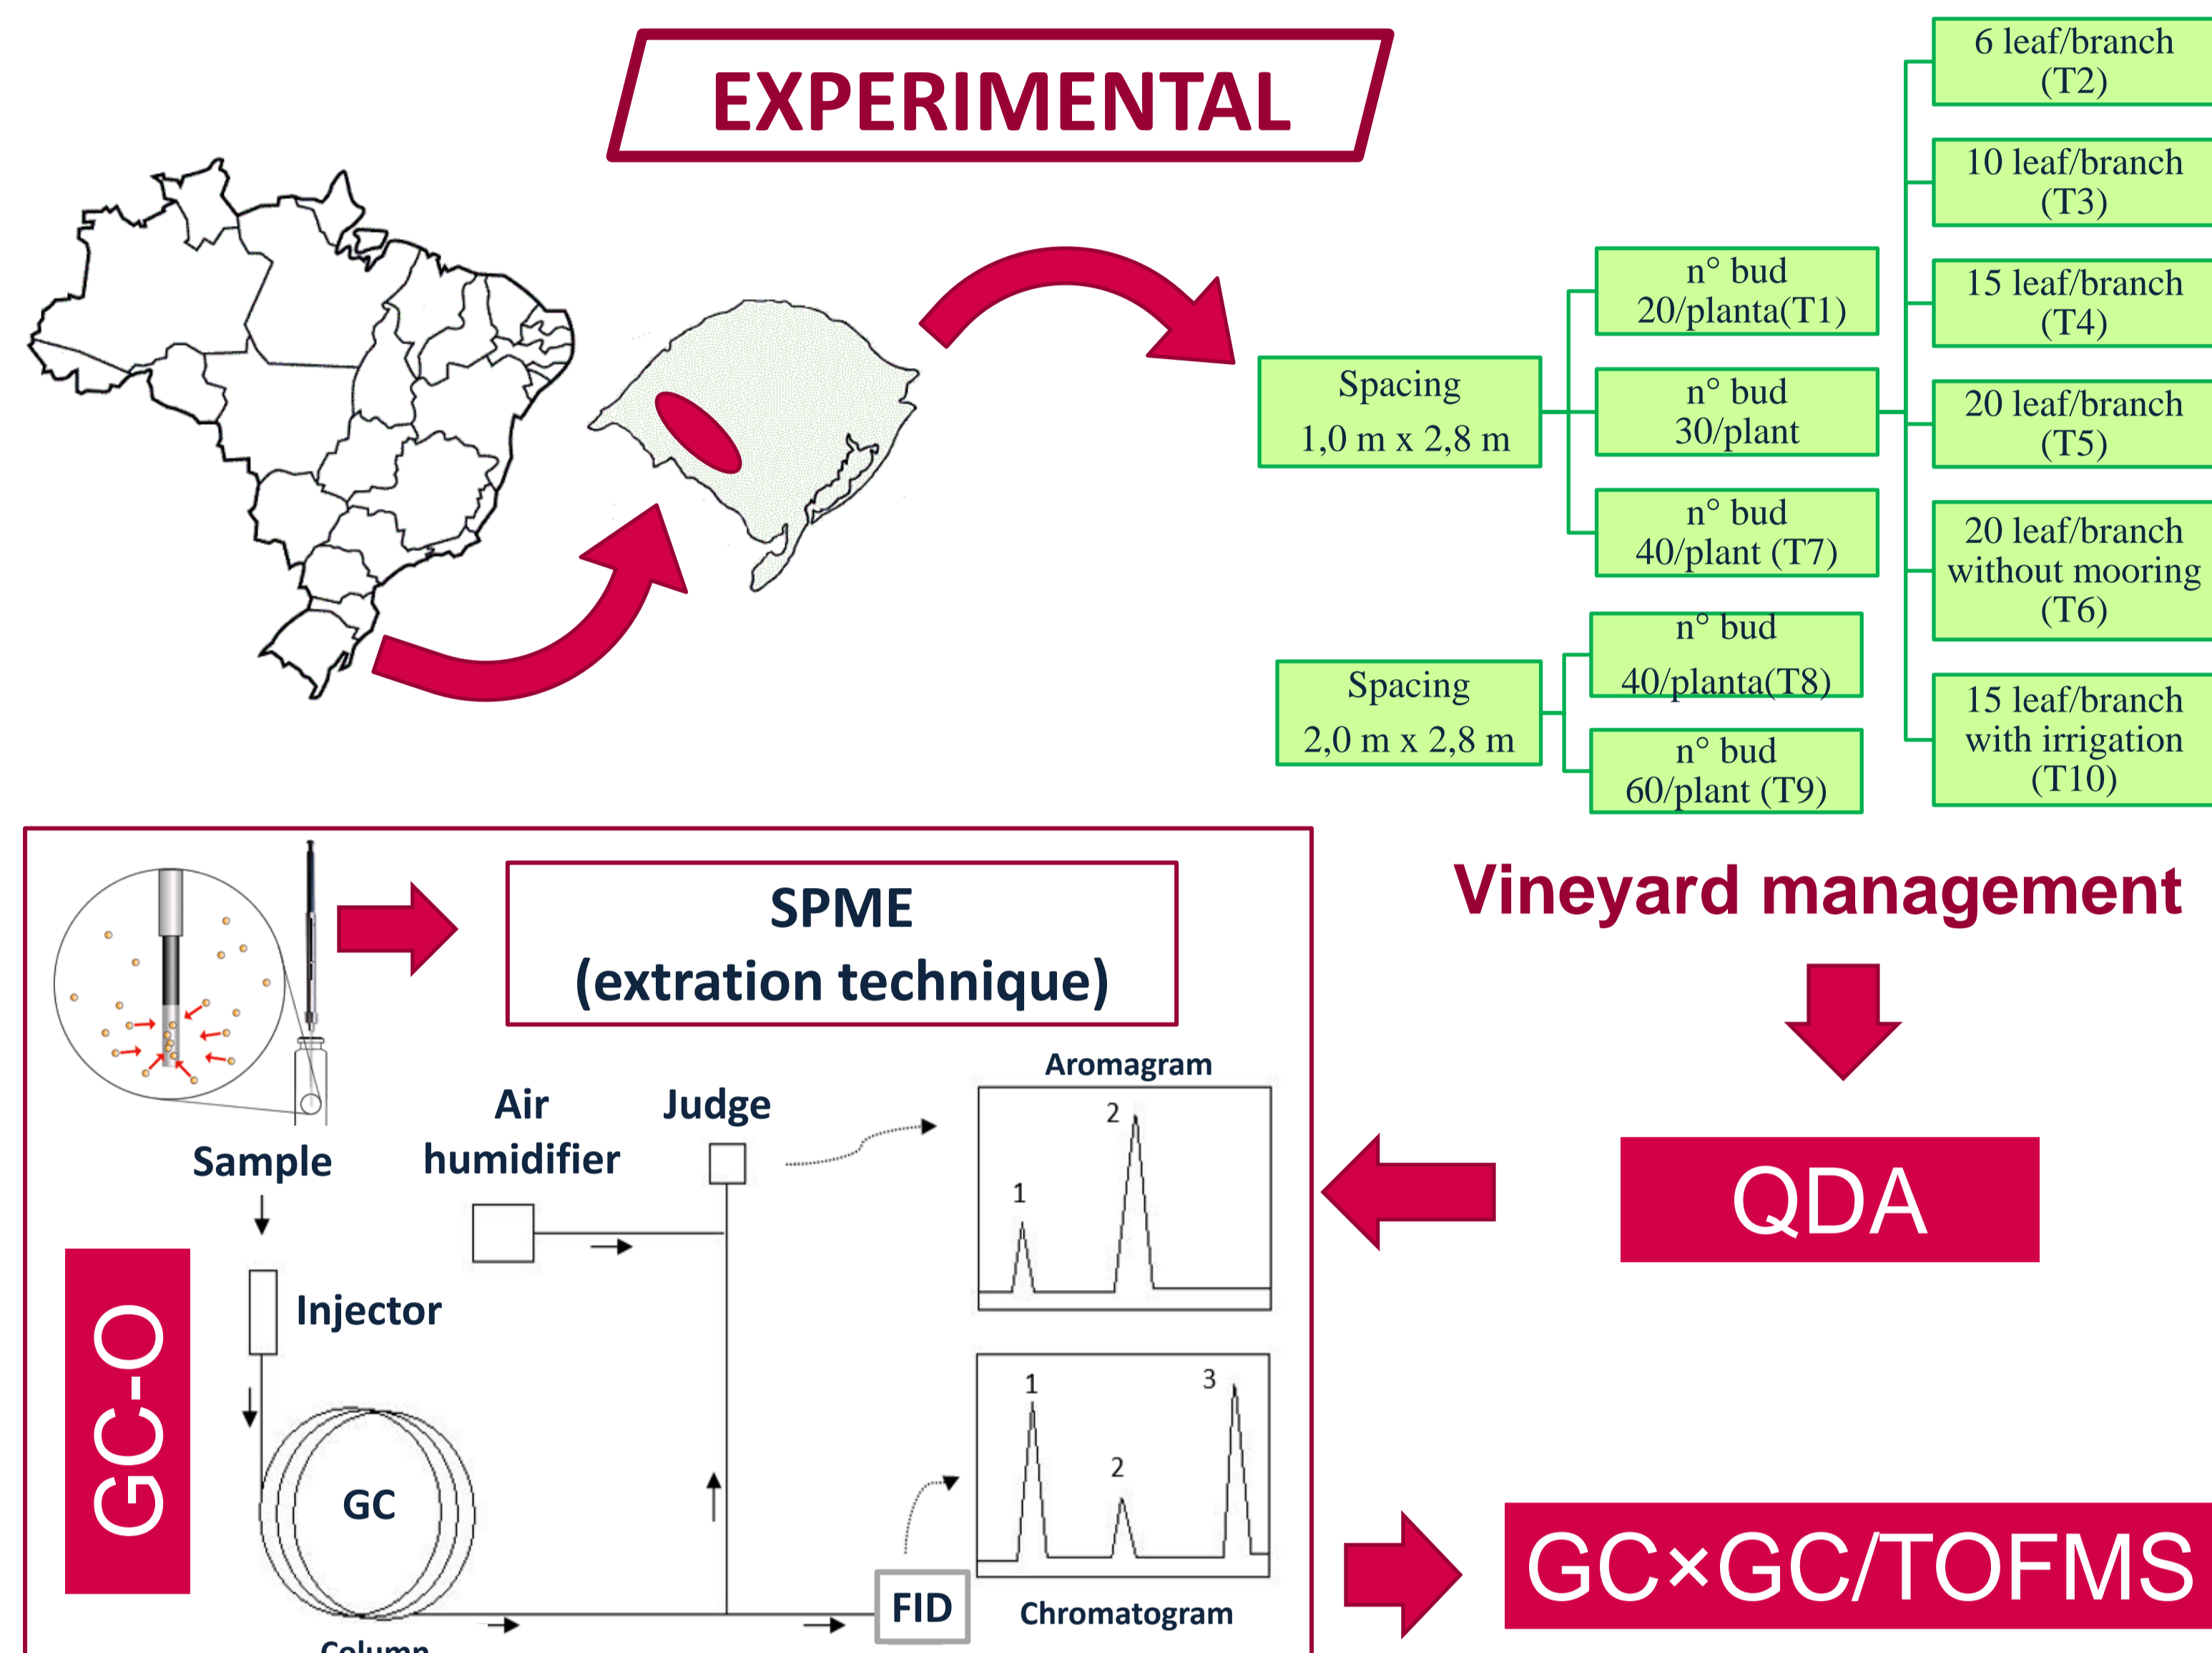 EXPERIMENTAL
Spacing
1,0 m x 2,8 m
n° bud
20/planta(T1)
n° bud
30/plant
n° bud
40/plant (T7)
6 leaf/branch
(T2)
10 leaf/branch
(T3)
15 leaf/branch
(T4)
20 leaf/branch
(T5)
20 leaf/branch
without mooring
(T6)
15 leaf/branch
with irrigation
(T10)
Spacing
2,0 m x 2,8 m
n° bud
40/planta(T8)
n° bud
60/plant (T9)
Vineyard management
QDA
SPME
(extration technique)
Sample
Air
humidifier
Judge
Aromagram
1
2
GC-O
Injector
GC
Column
FID
1
2
3
Chromatogram
GC×GC/TOFMS